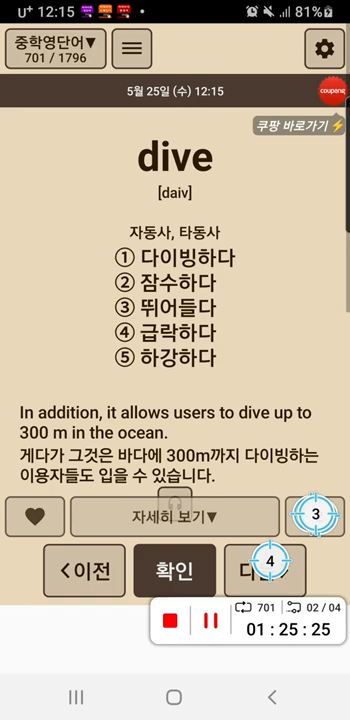 U+ 12:15 81%
중학영단어▼
701 / 1796
5월 25일 (수) 12:15
coupang
쿠팡 바로가기⚡
dive
[daiv]
자동사, 타동사
① 다이빙하다
② 잠수하다
③ 뛰어들다
④ 급락하다
⑤ 하강하다
In addition, it allows users to dive up to
300 m in the ocean.
게다가 그것은 바다에 300m까지 다이빙하는
이용자들도 입을 수 있습니다.
자세히 보기▼
3
<이전
확인
4
701 02 / 04
01 : 25 : 25